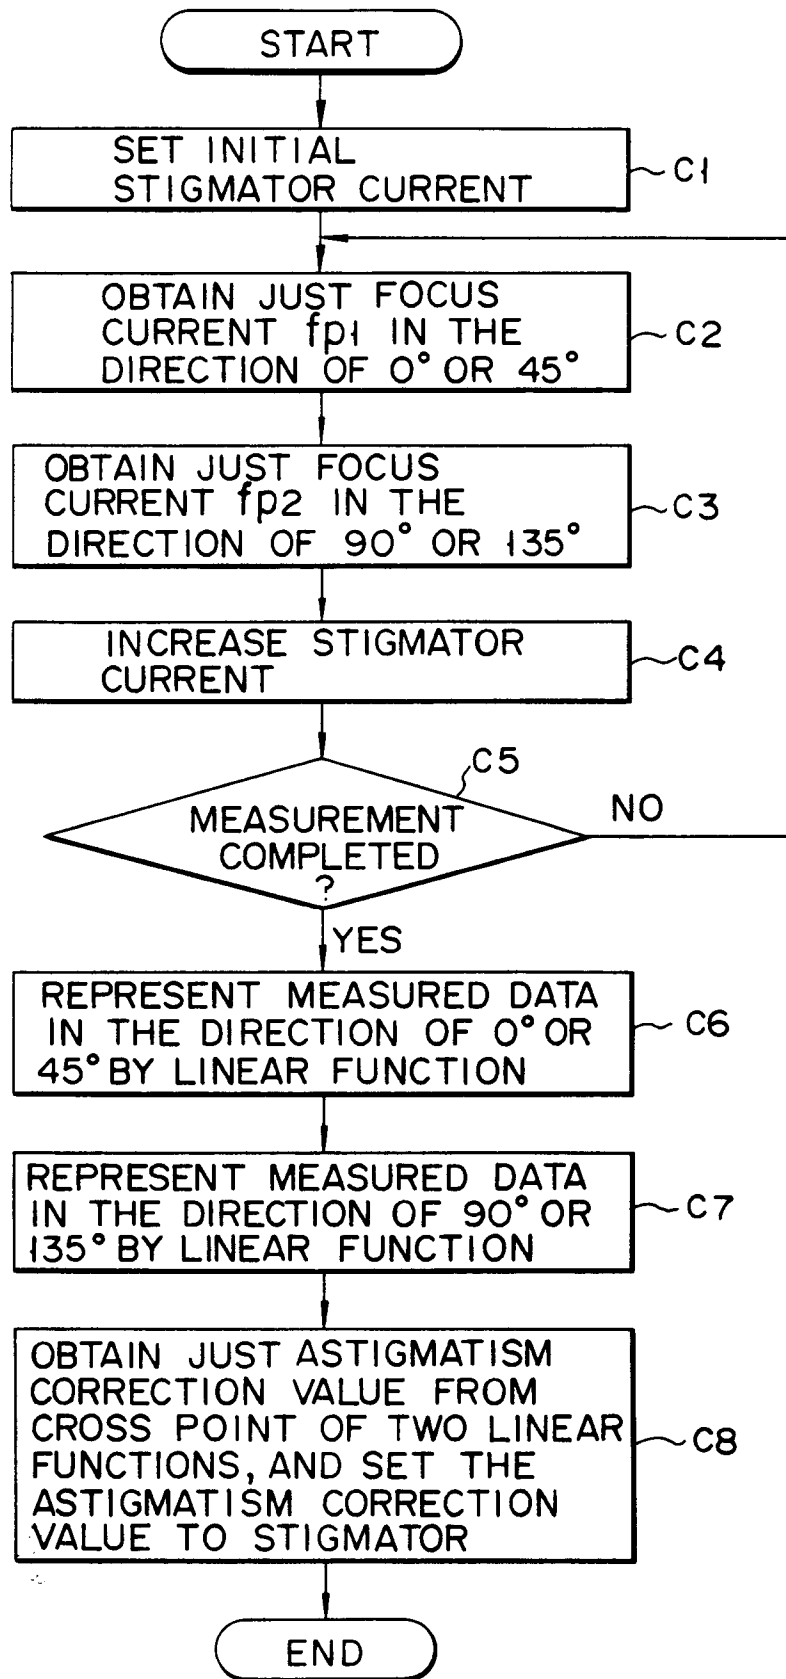 START
SET INITIAL
STIGMATOR CURRENT
C1
OBTAIN JUST FOCUS
CURRENT fp1 IN THE
DIRECTION OF 0° OR 45°
C2
OBTAIN JUST FOCUS
CURRENT fp2 IN THE
DIRECTION OF 90° OR 135°
C3
INCREASE STIGMATOR
CURRENT
C4
C5
MEASUREMENT
COMPLETED
?
NO
YES
REPRESENT MEASURED DATA
IN THE DIRECTION OF 0° OR
45° BY LINEAR FUNCTION
C6
REPRESENT MEASURED DATA
IN THE DIRECTION OF 90° OR
135° BY LINEAR FUNCTION
C7
OBTAIN JUST ASTIGMATISM
CORRECTION VALUE FROM
CROSS POINT OF TWO LINEAR
FUNCTIONS, AND SET THE
ASTIGMATISM CORRECTION
VALUE TO STIGMATOR
C8
END